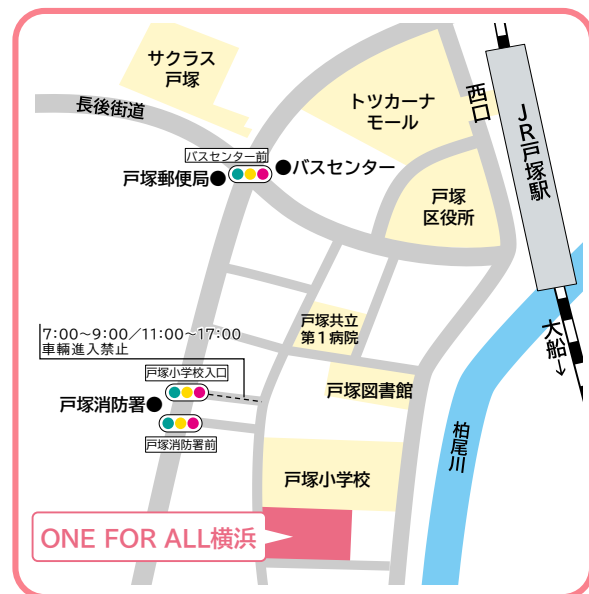 サクラス
戸塚
長後街道
トツカーナ
モール
西口
JR戸塚駅
バスセンター前
バスセンター
戸塚郵便局
戸塚
区役所
戸塚共立
第1病院
7:00～9:00／11:00～17:00
車輛進入禁止
大船→
戸塚小学校入口
戸塚図書館
戸塚消防署
戸塚消防署前
柏尾川
戸塚小学校
ONE FOR ALL横浜